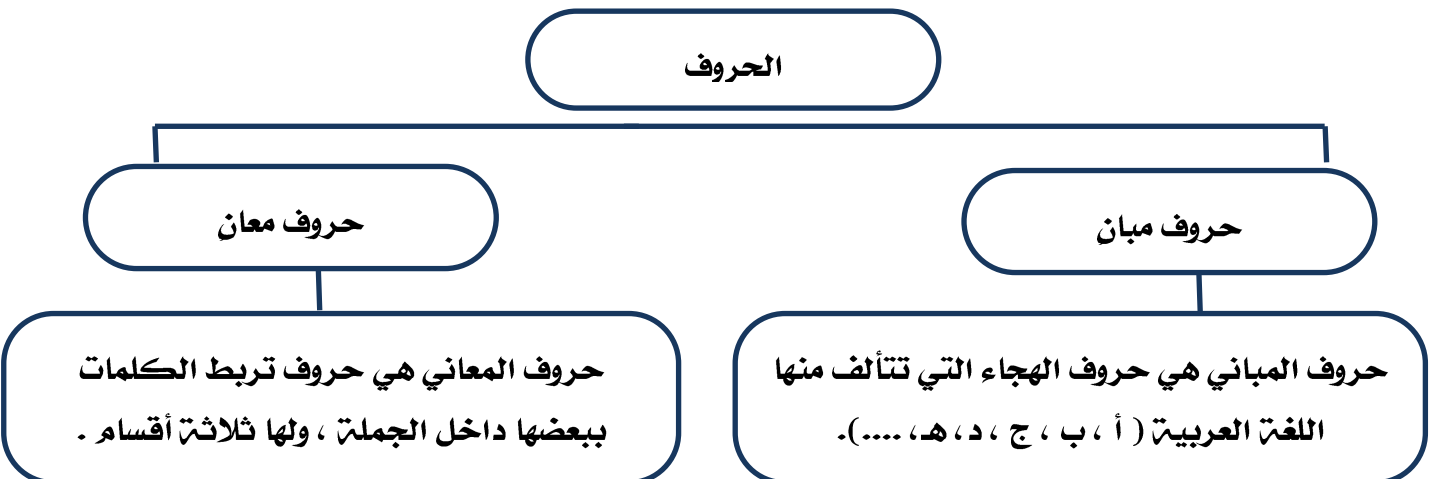 الحروف
حروف مبانٍ
حروف معانٍ
حروف المباني هي حروف الهجاء التي تتألف منها
اللغة العربية ( أ ، ب ، ج ، د، هـ، ....).
حروف المعاني هي حروف تربط الكلمات
ببعضها داخل الجملة ، ولها ثلاثة أقسام .